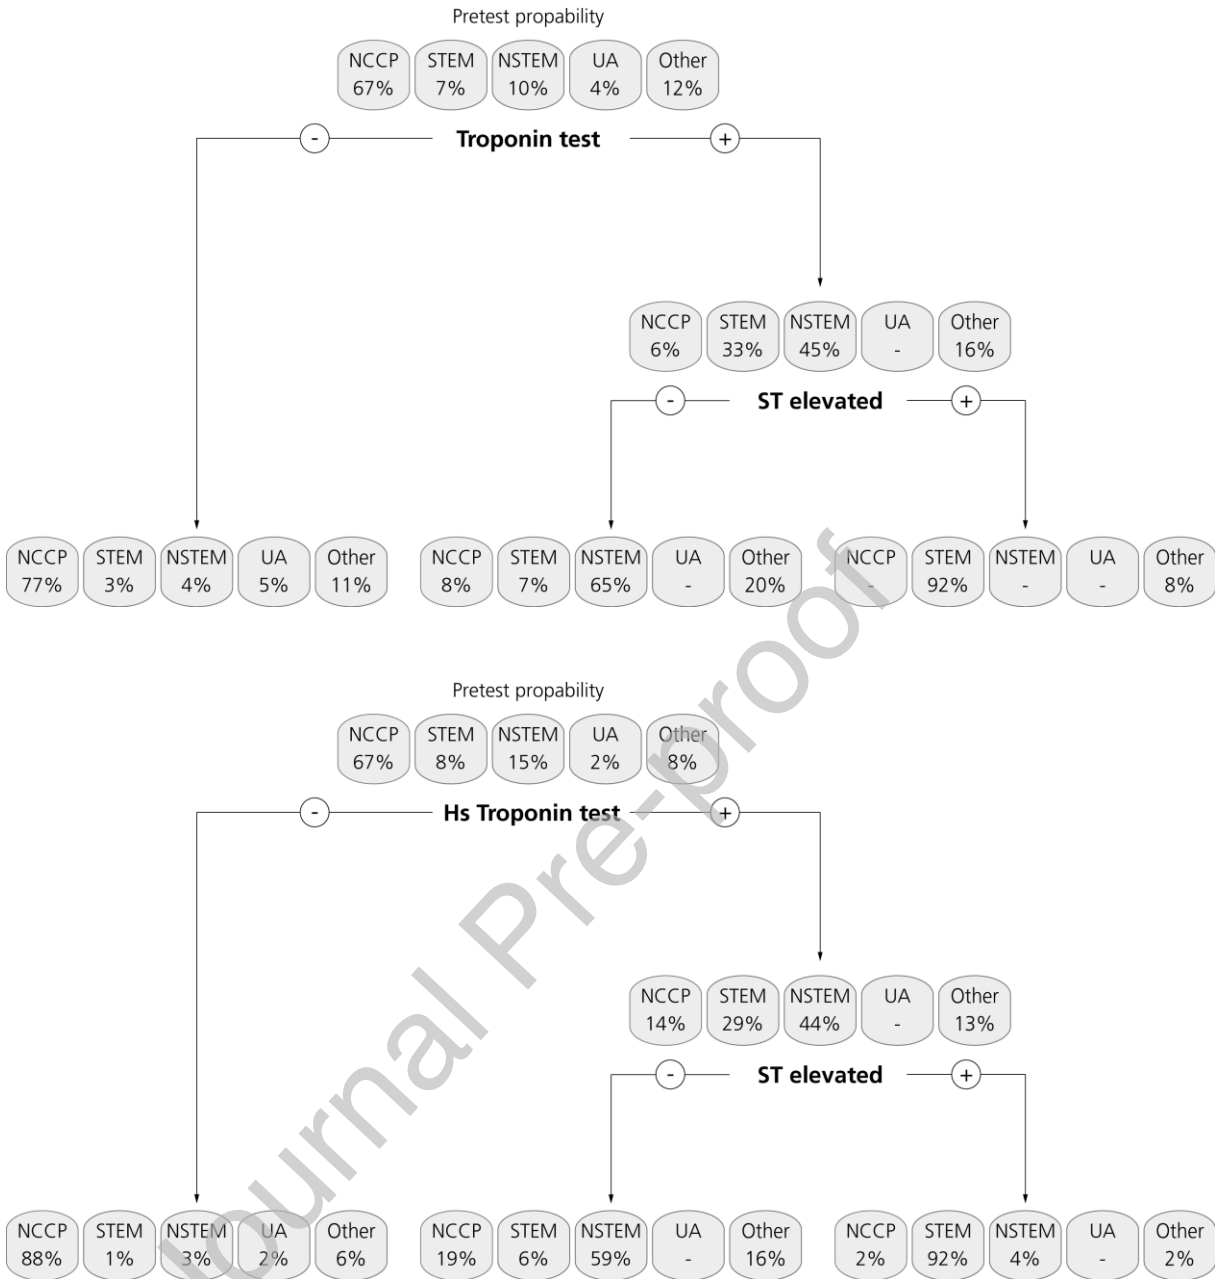 Pretest propability
NCCP STEM NSTEM UA Other
67% 7% 10% 4% 12%
- Troponin test +
NCCP STEM NSTEM UA Other
6% 33% 45% - 16%
- ST elevated +
NCCP STEM NSTEM UA Other NCCP STEM NSTEM UA Other NCCP STEM NSTEM UA Other
77% 3% 4% 5% 11% 8% 7% 65% - 20% - 92% - - 8%
Pretest propability
NCCP STEM NSTEM UA Other
67% 8% 15% 2% 8%
- Hs Troponin test +
NCCP STEM NSTEM UA Other
14% 29% 44% - 13%
- ST elevated +
NCCP STEM NSTEM UA Other NCCP STEM NSTEM UA Other NCCP STEM NSTEM UA Other
88% 1% 3% 2% 6% 19% 6% 59% - 16% 2% 92% 4% - 2%
Journal Pre-proof